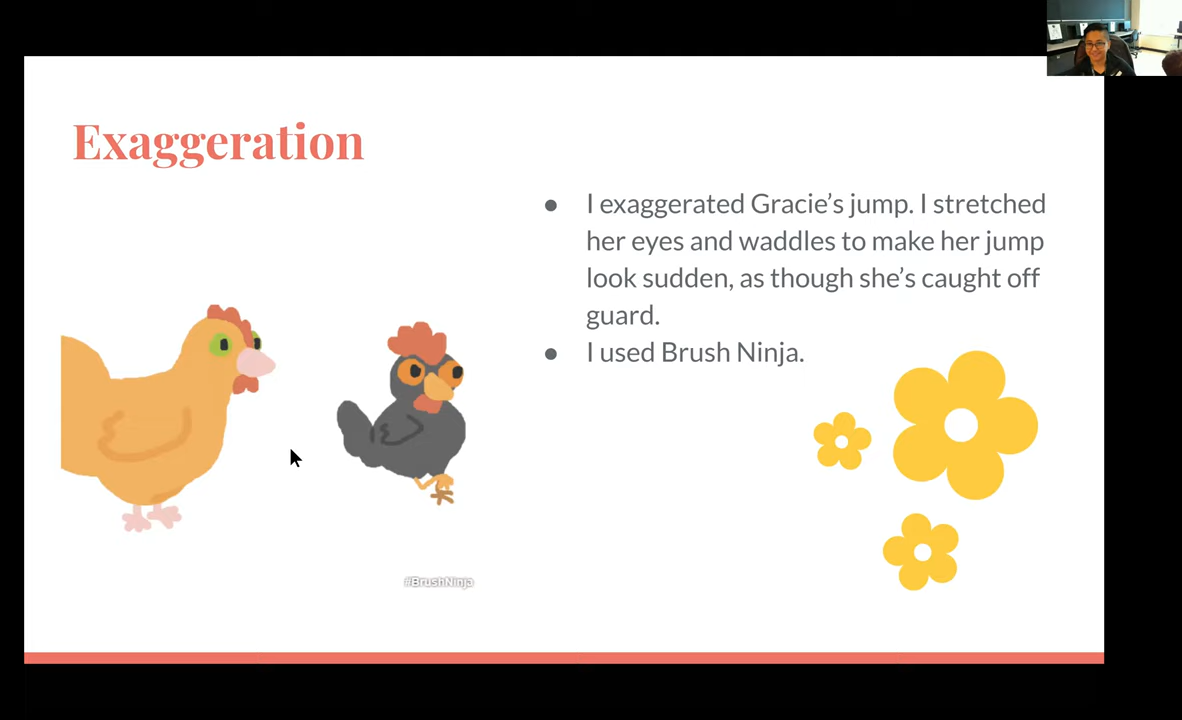 Exaggeration
● I exaggerated Gracie's jump. I stretched
her eyes and waddles to make her jump
look sudden, as though she's caught off
guard.
● I used Brush Ninja.
#BrushNinja